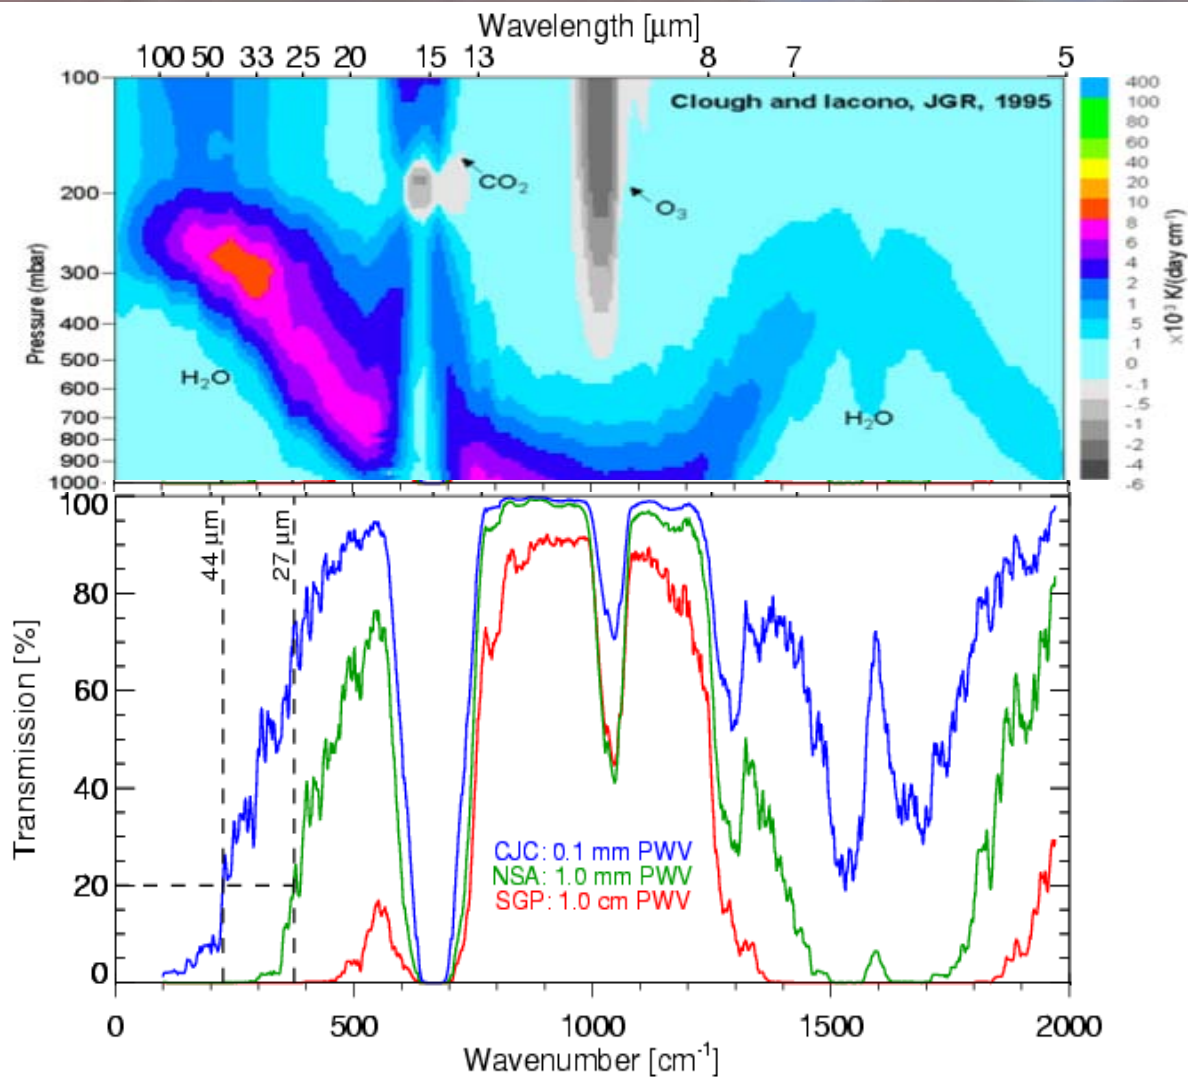 Wavelength [μm]
100 50 33 25 20 15 13 8 7 5
Clough and Iacono, JGR, 1995
CO₂
O₃
H₂O
H₂O
Pressure (mbar)
100
200
300
400
500
600
700
800
900
1000
400
100
80
60
40
20
10
8
6
4
2
1
5
1
0
-.1
-.5
-1
-2
-4
-6
x10³ K/(day cm⁻¹)
44 μm
27 μm
Transmission [%]
100
80
60
40
20
0
CJC: 0.1 mm PWV
NSA: 1.0 mm PWV
SGP: 1.0 cm PWV
0 500 1000 1500 2000
Wavenumber [cm⁻¹]